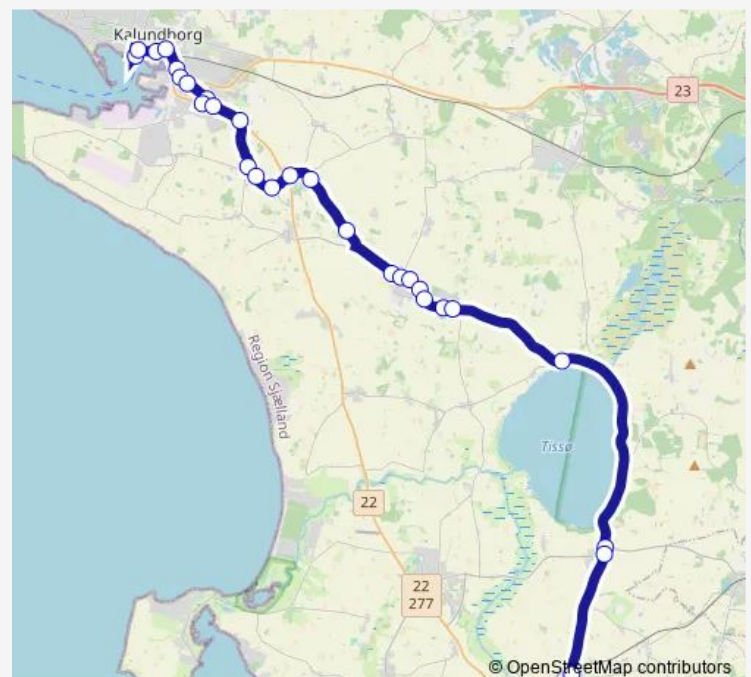 Kalundborg
23
Region Sjælland
Tissø
22
22
277
© OpenStreetMap contributors